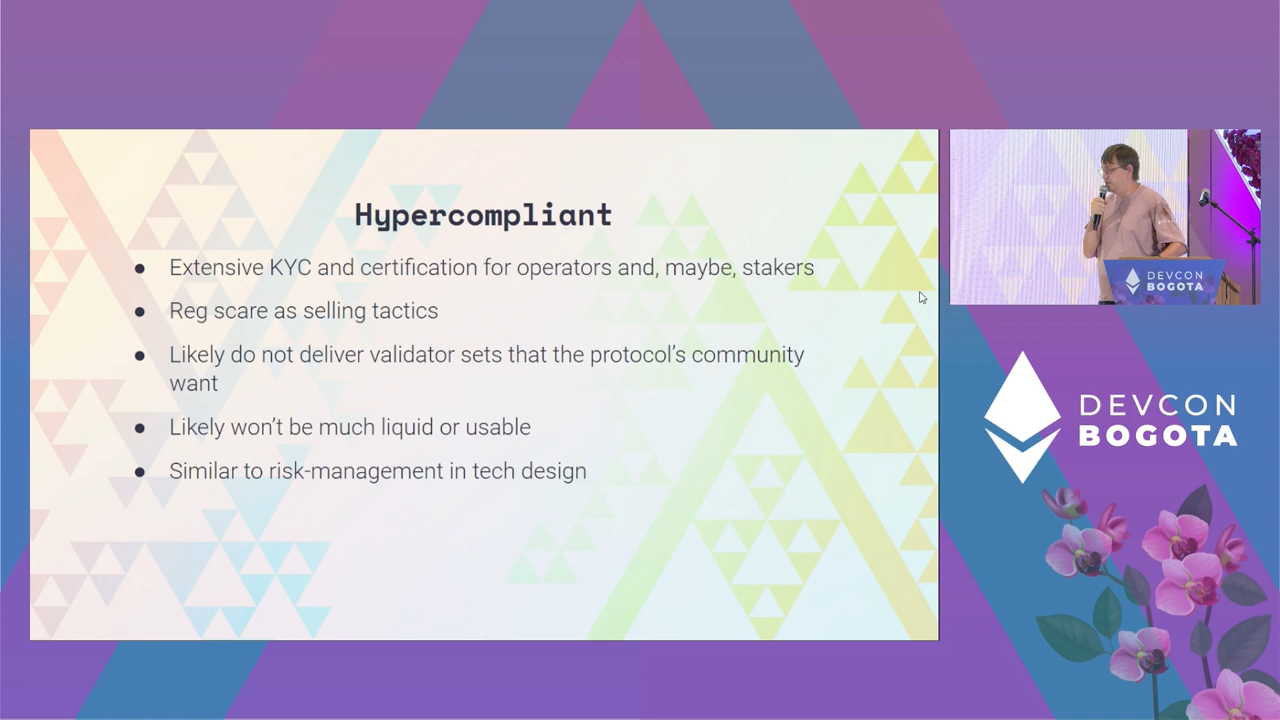 Hypercompliant
● Extensive KYC and certification for operators and, maybe, stakers
● Reg scare as selling tactics
● Likely do not deliver validator sets that the protocol's community
want
● Likely won't be much liquid or usable
● Similar to risk-management in tech design
DEVCON
BOGOTA
DEVCON
BOGOTA